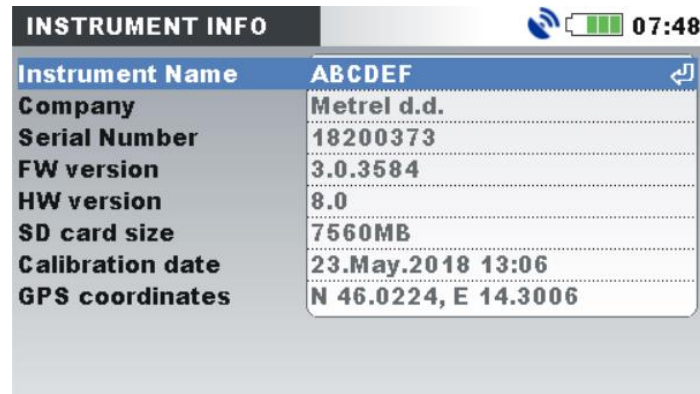 INSTRUMENT INFO 07:48
Instrument Name ABCDEF
Company Metrel d.d.
Serial Number 18200373
FW version 3.0.3584
HW version 8.0
SD card size 7560MB
Calibration date 23.May.2018 13:06
GPS coordinates N 46.0224, E 14.3006